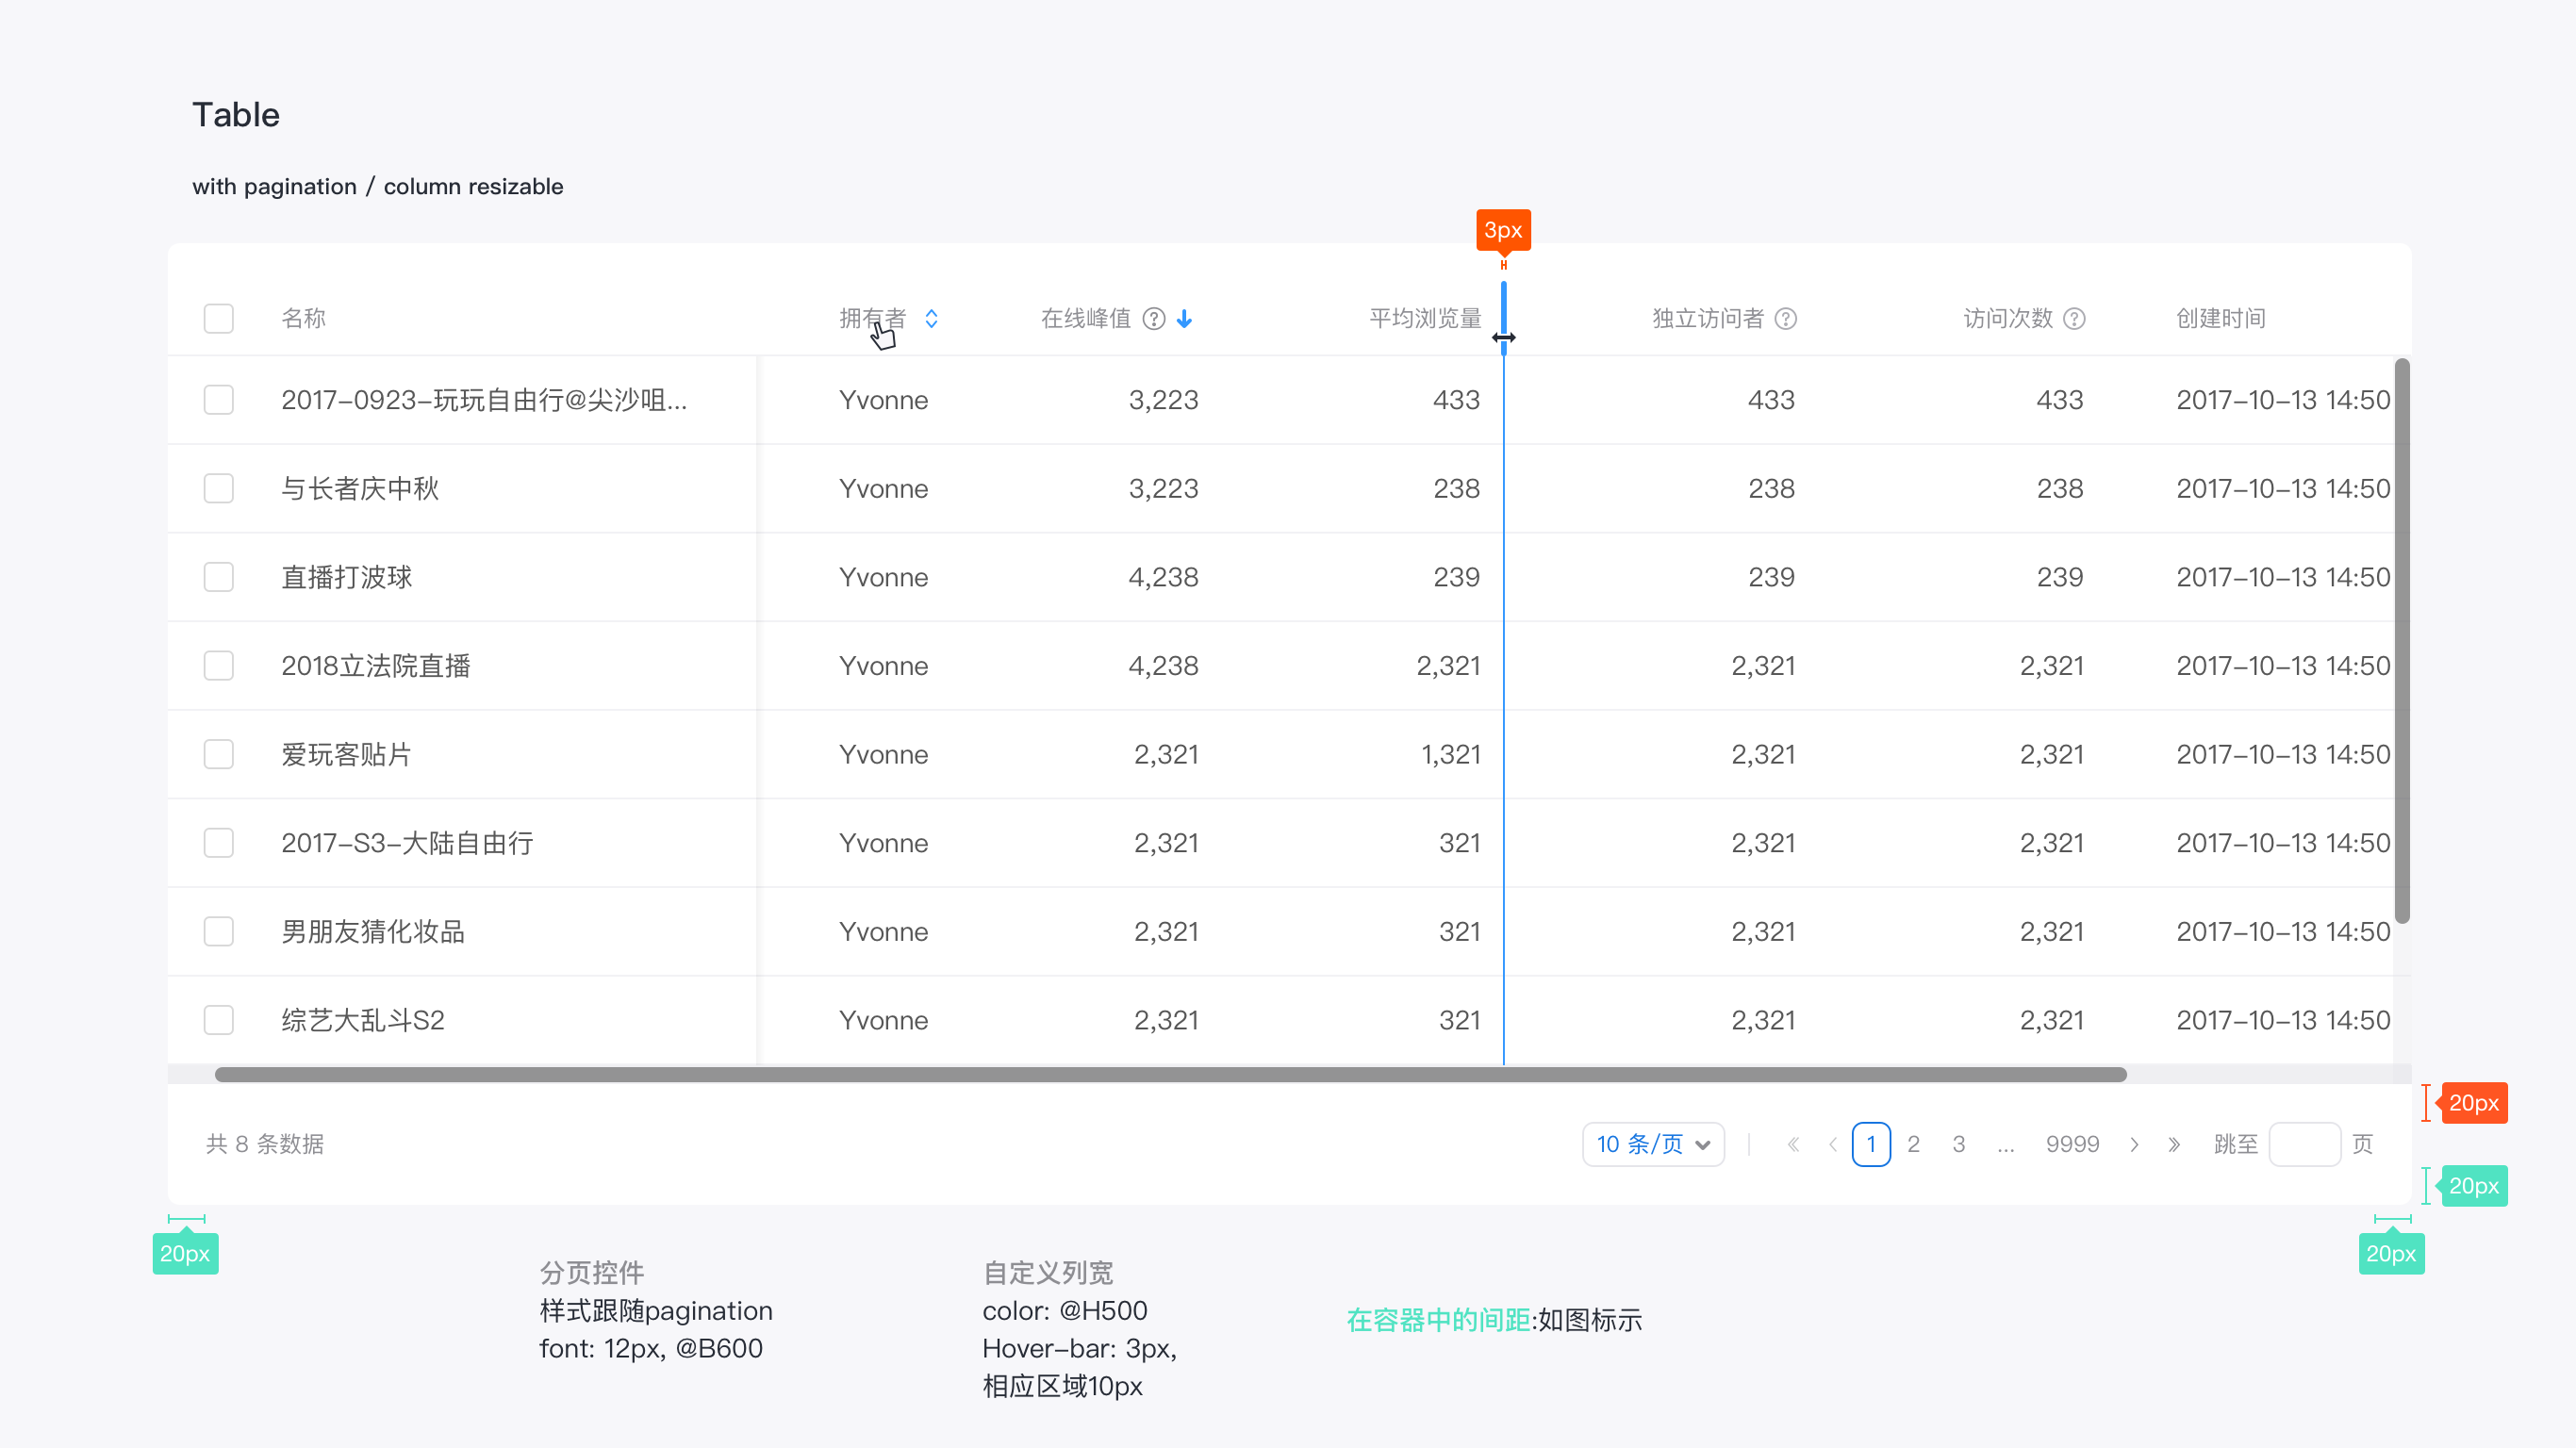 Table
with pagination / column resizable
3px
名称 拥有者 在线峰值 平均浏览量 独立访问者 访问次数 创建时间
2017-0923-玩玩自由行@尖沙咀... Yvonne 3,223 433 433 433 2017-10-13 14:50
与长者庆中秋 Yvonne 3,223 238 238 238 2017-10-13 14:50
直播打波球 Yvonne 4,238 239 239 239 2017-10-13 14:50
2018立法院直播 Yvonne 4,238 2,321 2,321 2,321 2017-10-13 14:50
爱玩客贴片 Yvonne 2,321 1,321 2,321 2,321 2017-10-13 14:50
2017-S3-大陆自由行 Yvonne 2,321 321 2,321 2,321 2017-10-13 14:50
男朋友猜化妆品 Yvonne 2,321 321 2,321 2,321 2017-10-13 14:50
综艺大乱斗S2 Yvonne 2,321 321 2,321 2,321 2017-10-13 14:50
20px
共 8 条数据 10 条/页 1 2 3 ... 9999 跳至 页
20px
20px 20px
分页控件
样式跟随pagination
font: 12px, @B600
自定义列宽
color: @H500
Hover-bar: 3px,
相应区域10px
在容器中的间距:如图标示